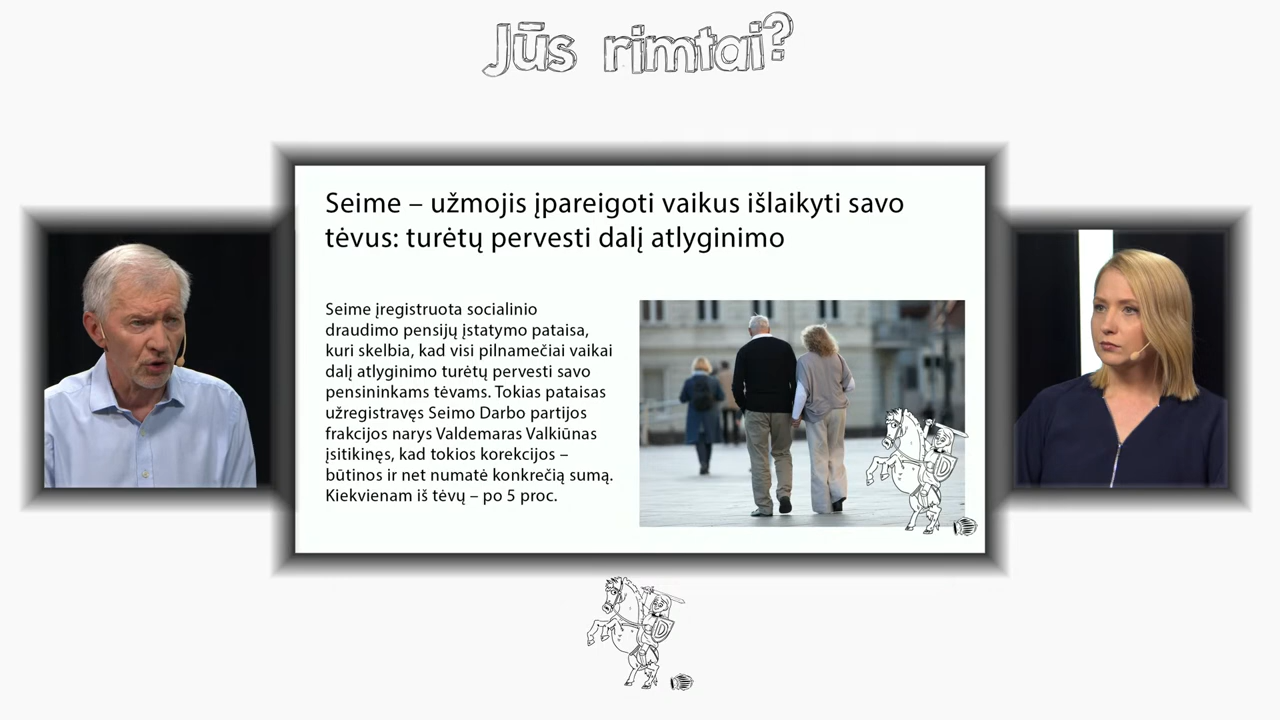 Jūs rimtai?
Seime – užmojis įpareigoti vaikus išlaikyti savo
tėvus: turėtų pervesti dalį atlyginimo
Seime įregistruota socialinio
draudimo pensijų įstatymo pataisa,
kuri skelbia, kad visi pilnamečiai vaikai
dalį atlyginimo turėtų pervesti savo
pensininkams tėvams. Tokias pataisas
užregistravęs Seimo Darbo partijos
frakcijos narys Valdemaras Valkiūnas
įsitikinęs, kad tokios korekcijos –
būtinos ir net numatė konkrečią sumą.
Kiekvienam iš tėvų – po 5 proc.
D
D